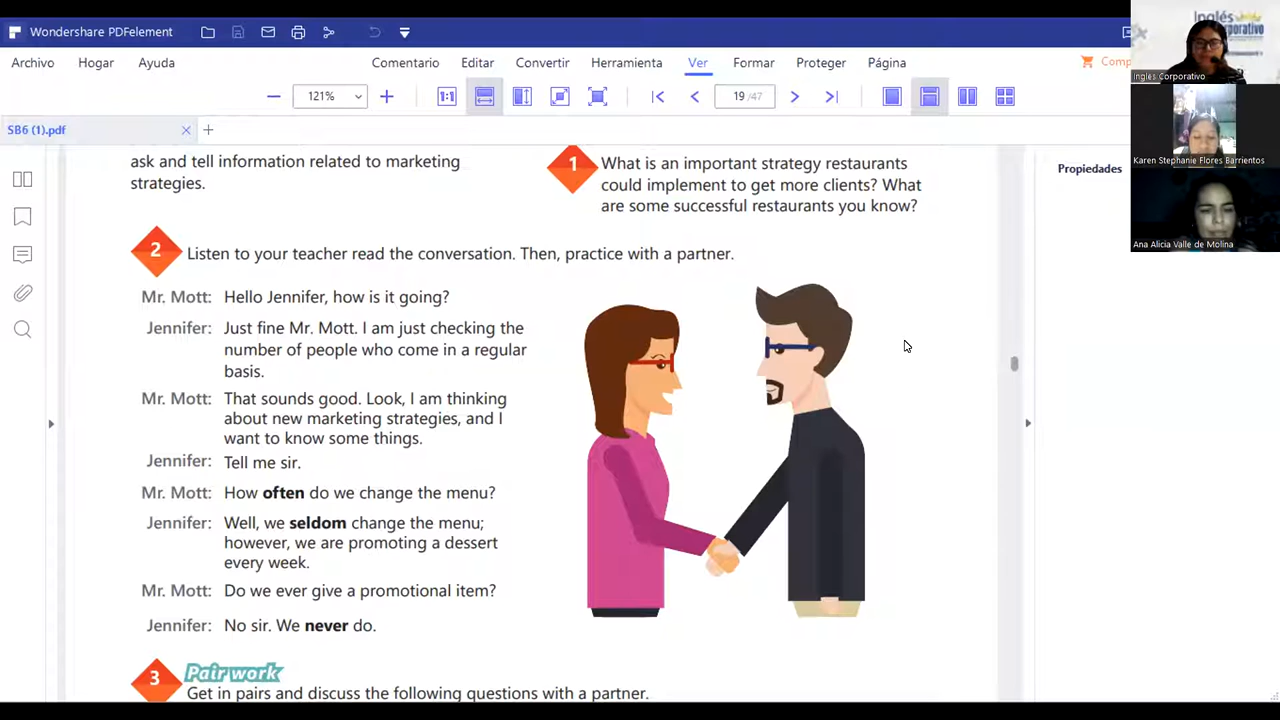 Wondershare PDFelement
Archivo Hogar Ayuda Comentario Editar Convertir Herramienta Ver Formar Proteger Página
121% 1:1 19 /47
SB6 (1).pdf
ask and tell information related to marketing
strategies.
1 What is an important strategy restaurants
could implement to get more clients? What
are some successful restaurants you know?
2 Listen to your teacher read the conversation. Then, practice with a partner.
Mr. Mott: Hello Jennifer, how is it going?
Jennifer: Just fine Mr. Mott. I am just checking the
number of people who come in a regular
basis.
Mr. Mott: That sounds good. Look, I am thinking
about new marketing strategies, and I
want to know some things.
Jennifer: Tell me sir.
Mr. Mott: How often do we change the menu?
Jennifer: Well, we seldom change the menu;
however, we are promoting a dessert
every week.
Mr. Mott: Do we ever give a promotional item?
Jennifer: No sir. We never do.
3 Pair work
Get in pairs and discuss the following questions with a partner.
Propiedades
Inglés Corporativo
Karen Stephanie Flores Barrientos
Ana Alicia Valle de Molina